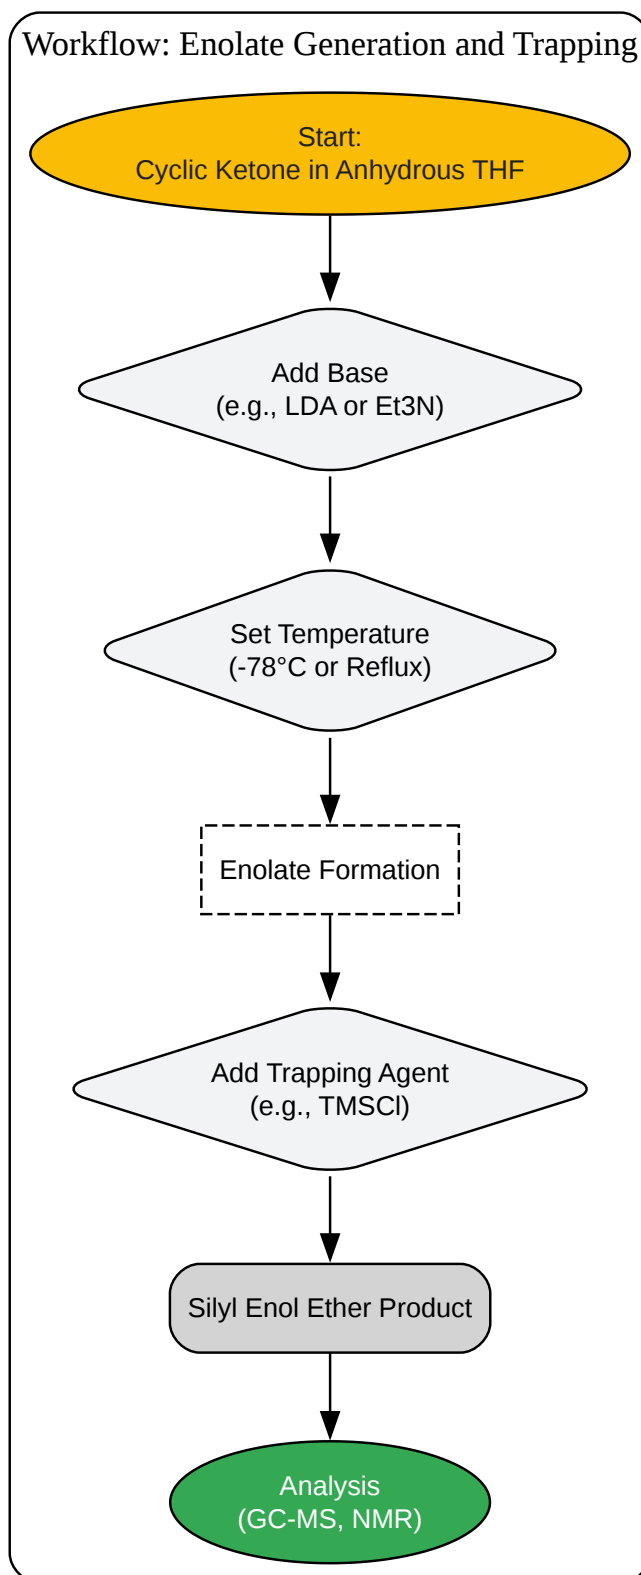 Workflow: Enolate Generation and Trapping
Start:
Cyclic Ketone in Anhydrous THF
Add Base
(e.g., LDA or Et3N)
Set Temperature
(-78°C or Reflux)
Enolate Formation
Add Trapping Agent
(e.g., TMSCl)
Silyl Enol Ether Product
Analysis
(GC-MS, NMR)